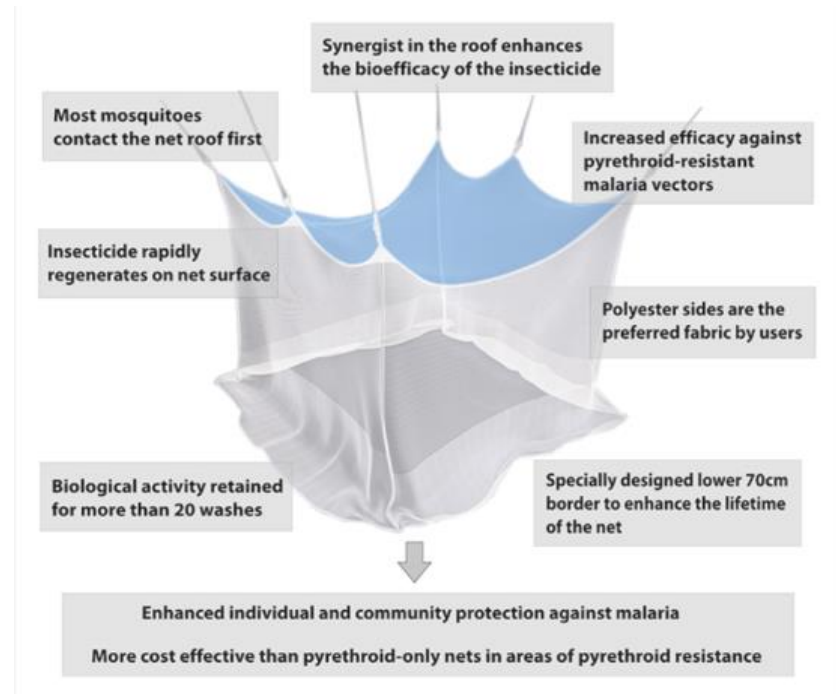 Synergist in the roof enhances
the bioefficacy of the insecticide
Most mosquitoes
contact the net roof first
Increased efficacy against
pyrethroid-resistant
malaria vectors
Insecticide rapidly
regenerates on net surface
Polyester sides are the
preferred fabric by users
Biological activity retained
for more than 20 washes
Specially designed lower 70cm
border to enhance the lifetime
of the net
Enhanced individual and community protection against malaria
More cost effective than pyrethroid-only nets in areas of pyrethroid resistance